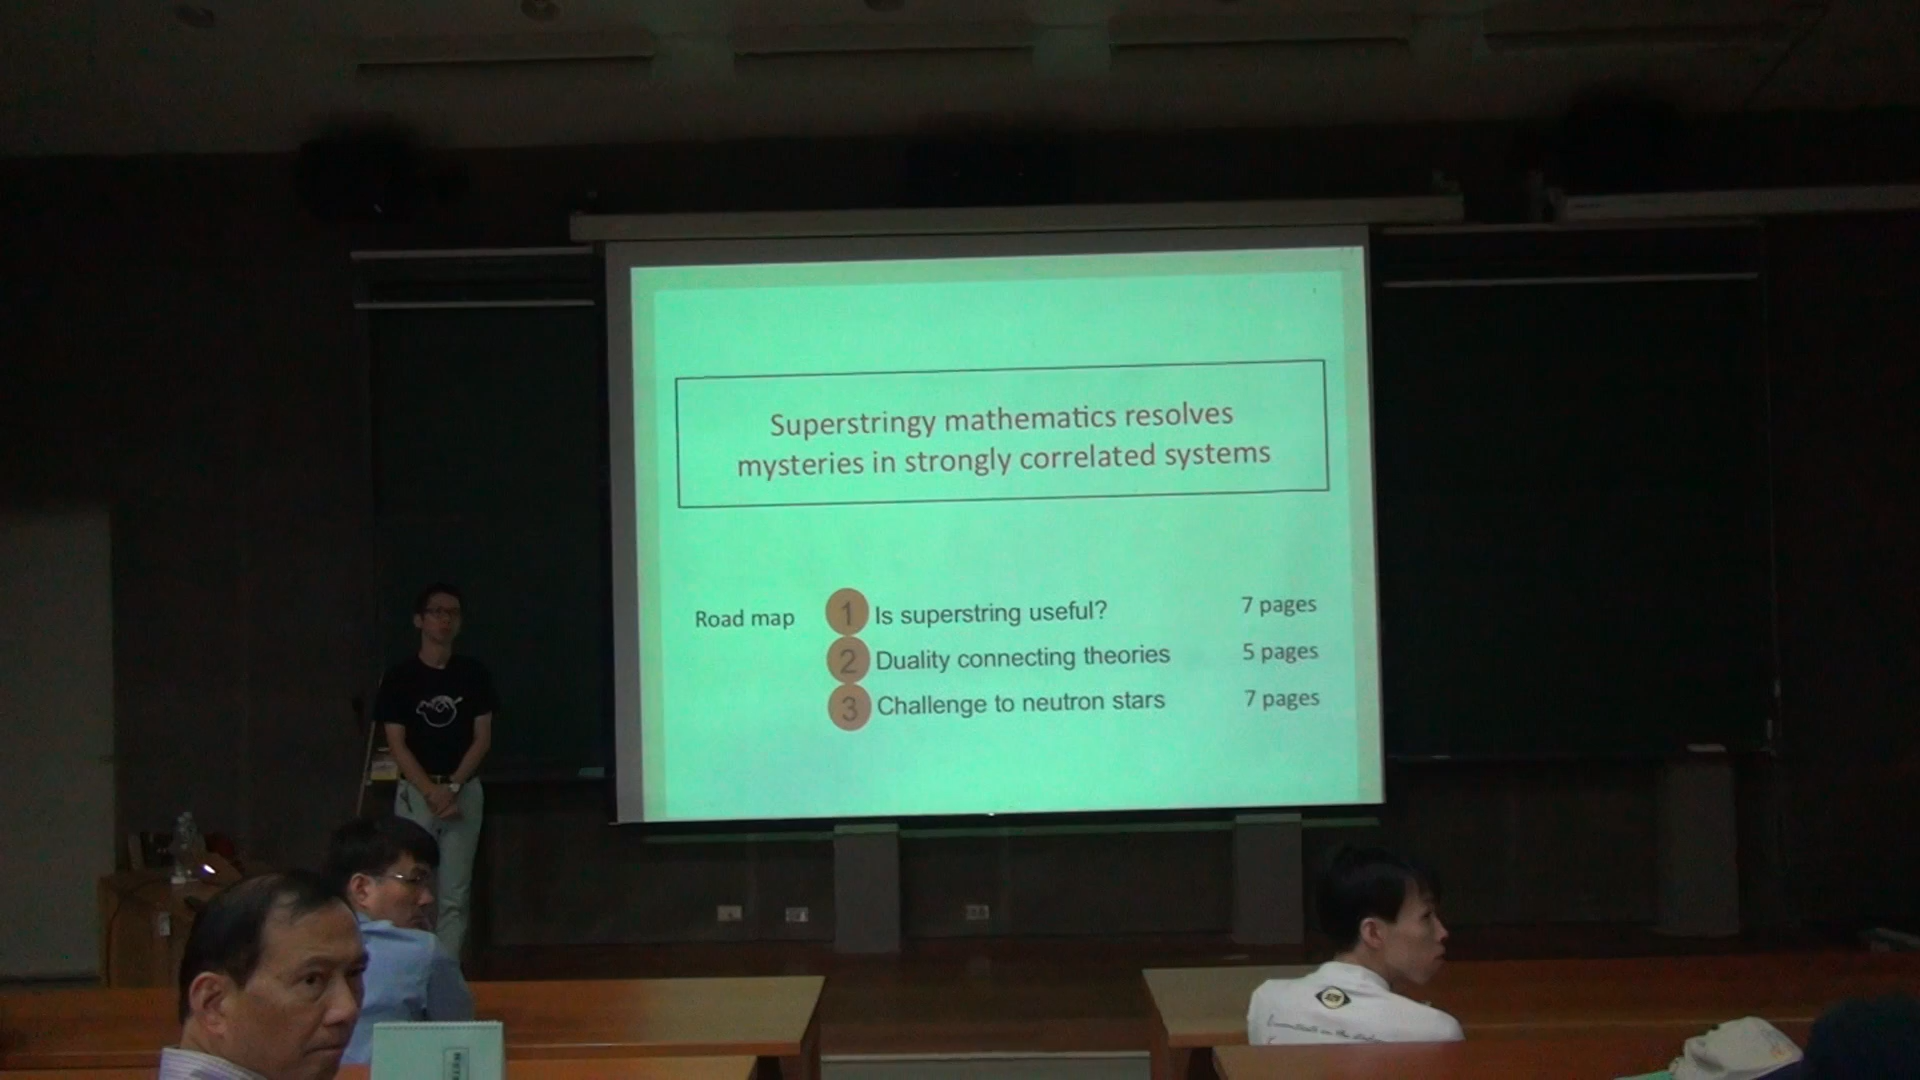 Superstringy mathematics resolves
mysteries in strongly correlated systems
Road map
1 Is superstring useful? 7 pages
2 Duality connecting theories 5 pages
3 Challenge to neutron stars 7 pages